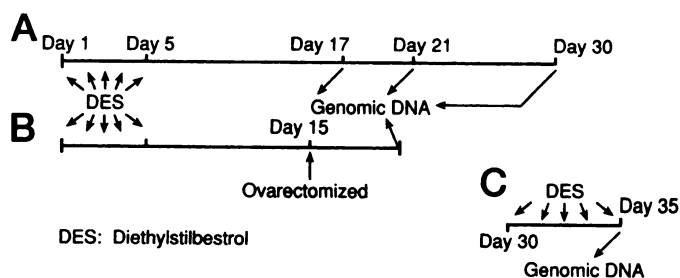 A
Day 1 Day 5 Day 17 Day 21 Day 30
DES
Genomic DNA
B
Day 15
Ovarectomized
C
DES
Day 35
Day 30
DES: Diethylstilbestrol
Genomic DNA